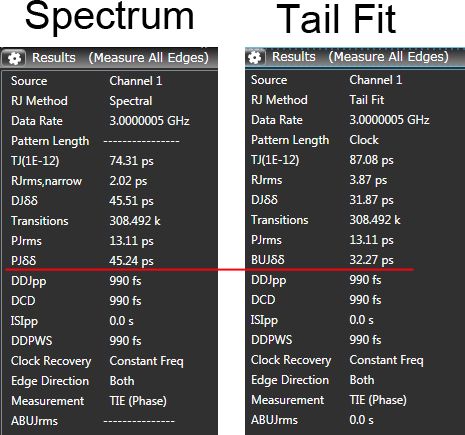 Spectrum
Results (Measure All Edges)
Source Channel 1
RJ Method Spectral
Data Rate 3.0000005 GHz
Pattern Length ----------------
TJ(1E-12) 74.31 ps
RJrms,narrow 2.02 ps
DJδδ 45.51 ps
Transitions 308.492 k
PJrms 13.11 ps
PJδδ 45.24 ps
DDJpp 990 fs
DCD 990 fs
ISIpp 0.0 s
DDPWS 990 fs
Clock Recovery Constant Freq
Edge Direction Both
Measurement TIE (Phase)
ABUJrms ---------------
Tail Fit
Results (Measure All Edges)
Source Channel 1
RJ Method Tail Fit
Data Rate 3.0000005 GHz
Pattern Length Clock
TJ(1E-12) 87.08 ps
RJrms 3.87 ps
DJδδ 31.87 ps
Transitions 308.492 k
PJrms 13.11 ps
BUJδδ 32.27 ps
DDJpp 990 fs
DCD 990 fs
ISIpp 0.0 s
DDPWS 990 fs
Clock Recovery Constant Freq
Edge Direction Both
Measurement TIE (Phase)
ABUJrms 0.0 s